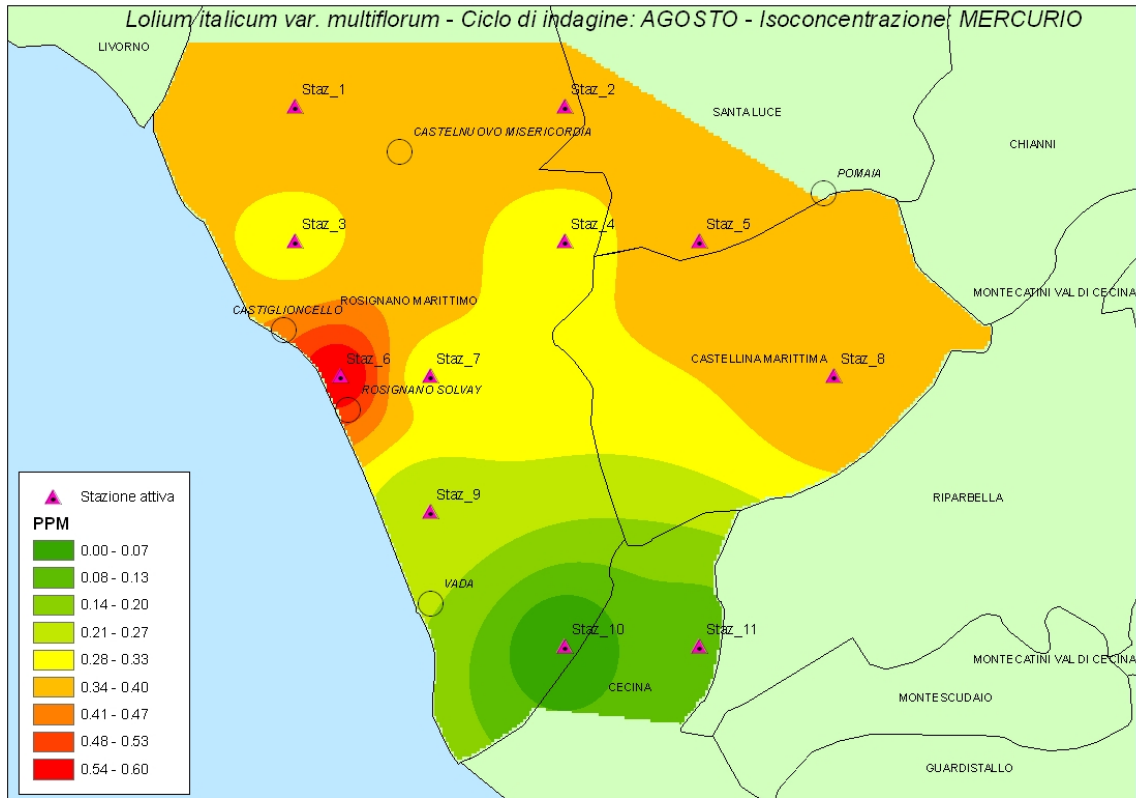 Lolium italicum var. multiflorum - Ciclo di indagine: AGOSTO - Isoconcentrazione: MERCURIO
LIVORNO
Staz_1
Staz_2
SANTA LUCE
CASTELNUOVO MISERICORDIA
CHIANNI
POMAIA
Staz_3
Staz_4
Staz_5
MONTECATINI VAL DI CECINA
ROSIGNANO MARITTIMO
CASTIGLIONCELLO
Staz_6
Staz_7
CASTELLINA MARITTIMA
Staz_8
ROSIGNANO SOLVAY
Staz_9
RIPARBELLA
VADA
Staz_10
Staz_11
MONTECATINI VAL DI CECINA
CECINA
MONTESCUDAIO
GUARDISTALLO
Stazione attiva
PPM
0.00 - 0.07
0.08 - 0.13
0.14 - 0.20
0.21 - 0.27
0.28 - 0.33
0.34 - 0.40
0.41 - 0.47
0.48 - 0.53
0.54 - 0.60